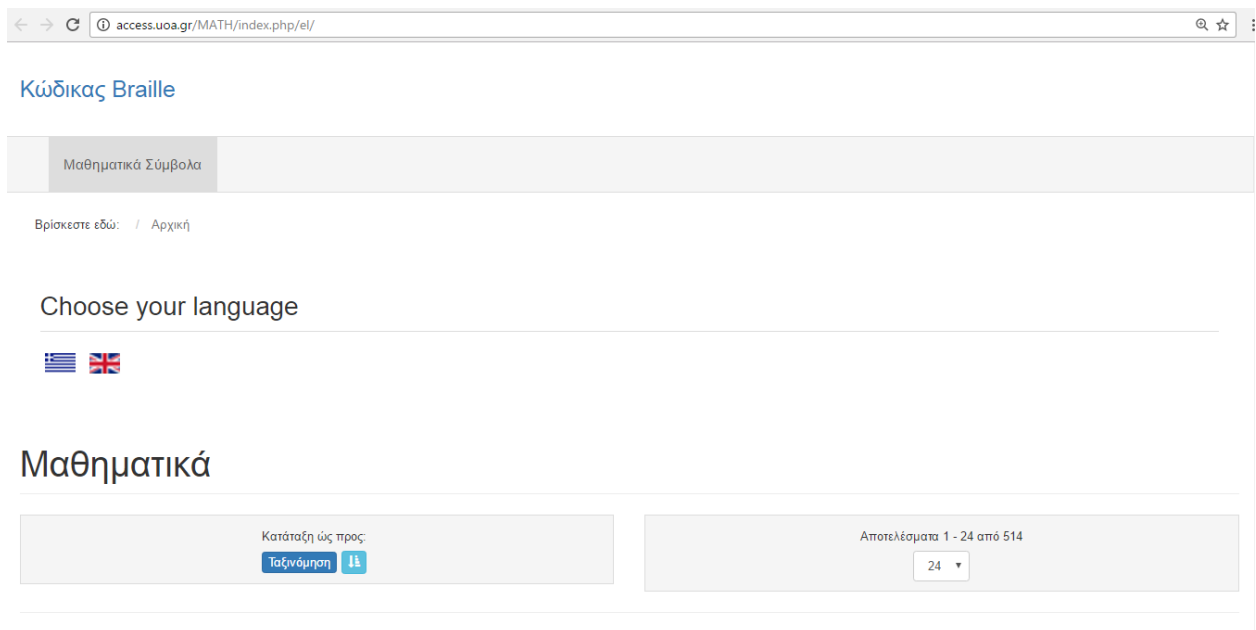 access.uoa.gr/MATH/index.php/el/
Κώδικας Braille
Μαθηματικά Σύμβολα
Βρίσκεστε εδώ: / Αρχική
Choose your language
Μαθηματικά
Κατάταξη ώς προς:
Ταξινόμηση
Αποτελέσματα 1 - 24 από 514
24